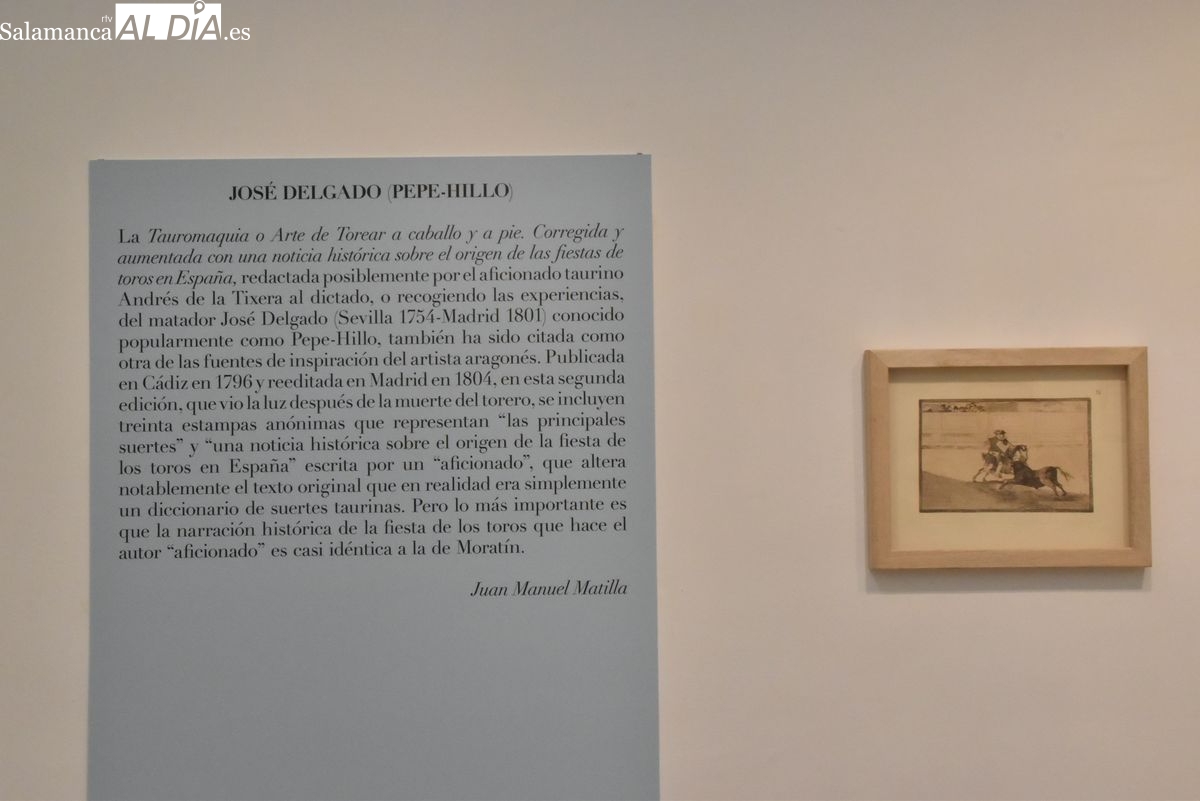 rtv
Salamanca AL DÍA .es
JOSÉ DELGADO (PEPE-HILLO)
La Tauromaquia o Arte de Torear a caballo y a pie. Corregida y
aumentada con una noticia histórica sobre el origen de las fiestas de
toros en España, redactada posiblemente por el aficionado taurino
Andrés de la Tixera al dictado, o recogiendo las experiencias,
del matador José Delgado (Sevilla 1754-Madrid 1801) conocido
popularmente como Pepe-Hillo, también ha sido citada como
otra de las fuentes de inspiración del artista aragonés. Publicada
en Cádiz en 1796 y reeditada en Madrid en 1804, en esta segunda
edición, que vio la luz después de la muerte del torero, se incluyen
treinta estampas anónimas que representan “las principales
suertes” y “una noticia histórica sobre el origen de la fiesta de
los toros en España” escrita por un “aficionado”, que altera
notablemente el texto original que en realidad era simplemente
un diccionario de suertes taurinas. Pero lo más importante es
que la narración histórica de la fiesta de los toros que hace el
autor “aficionado” es casi idéntica a la de Moratín.
Juan Manuel Matilla